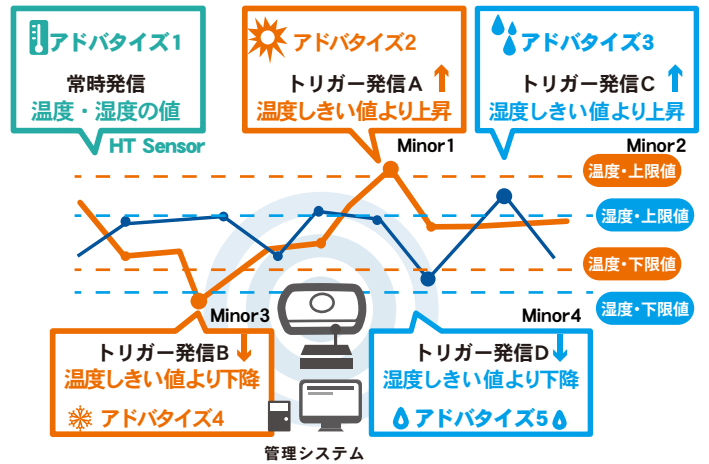 アドバタイズ1
常時発信
温度・湿度の値
HT Sensor
アドバタイズ2
トリガー発信A
温度しきい値より上昇
Minor1
アドバタイズ3
トリガー発信C
湿度しきい値より上昇
Minor2
温度・上限値
湿度・上限値
温度・下限値
湿度・下限値
Minor3
トリガー発信B
温度しきい値より下降
アドバタイズ4
Minor4
トリガー発信D
湿度しきい値より下降
アドバタイズ5
管理システム